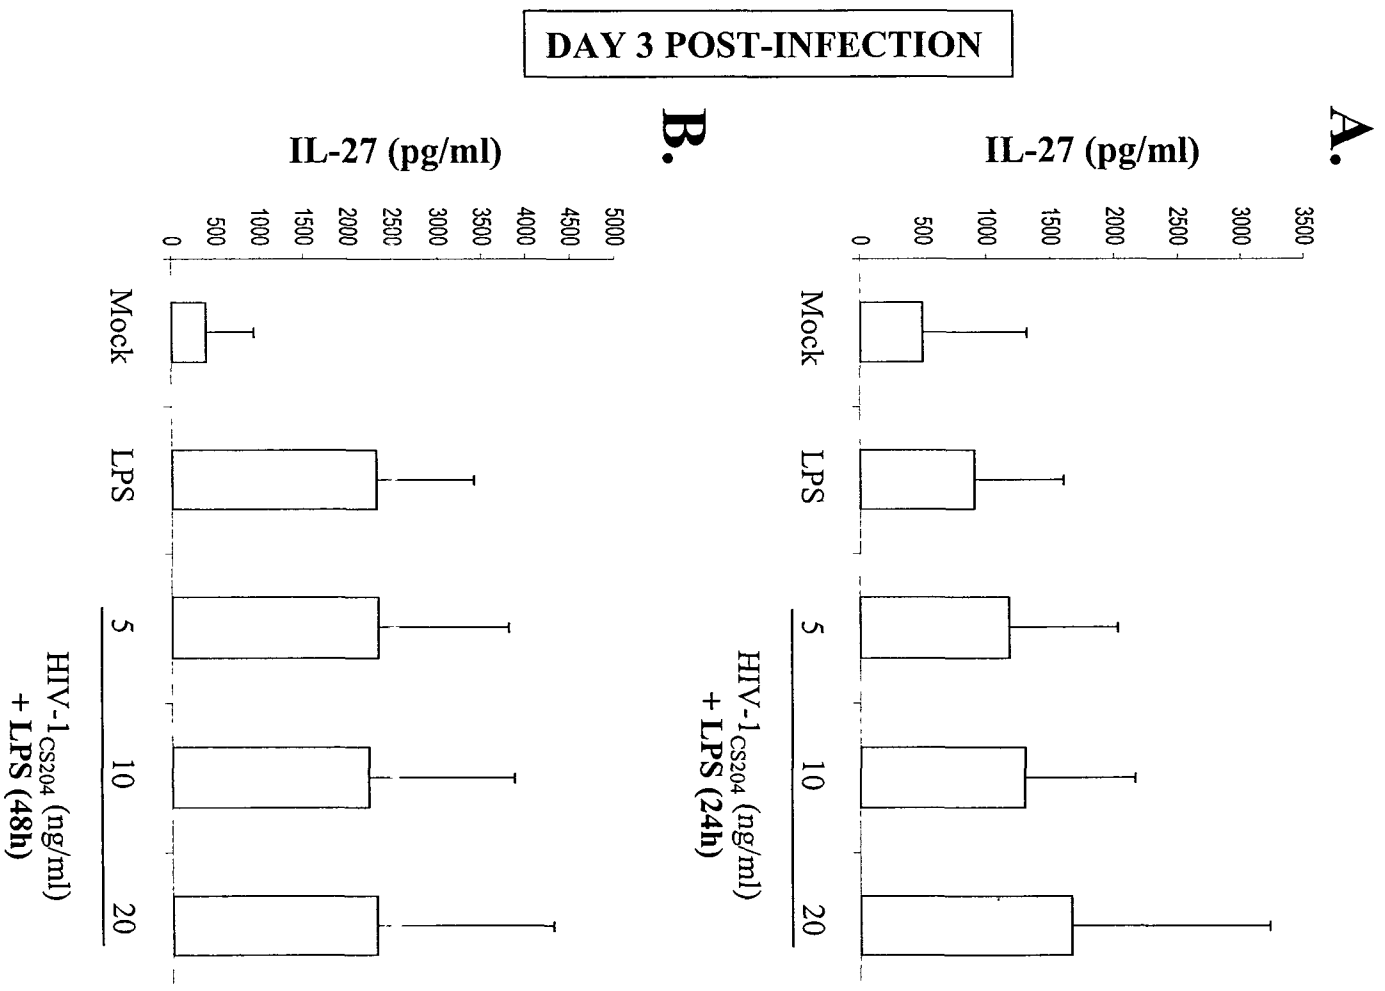 DAY 3 POST-INFECTION
A.
IL-27 (pg/ml)
3500
3000
2500
2000
1500
1000
500
0
Mock
LPS
5
10
20
HIV-1CS204 (ng/ml)
+ LPS (24h)
B.
IL-27 (pg/ml)
5000
4500
4000
3500
3000
2500
2000
1500
1000
500
0
Mock
LPS
5
10
20
HIV-1CS204 (ng/ml)
+ LPS (48h)